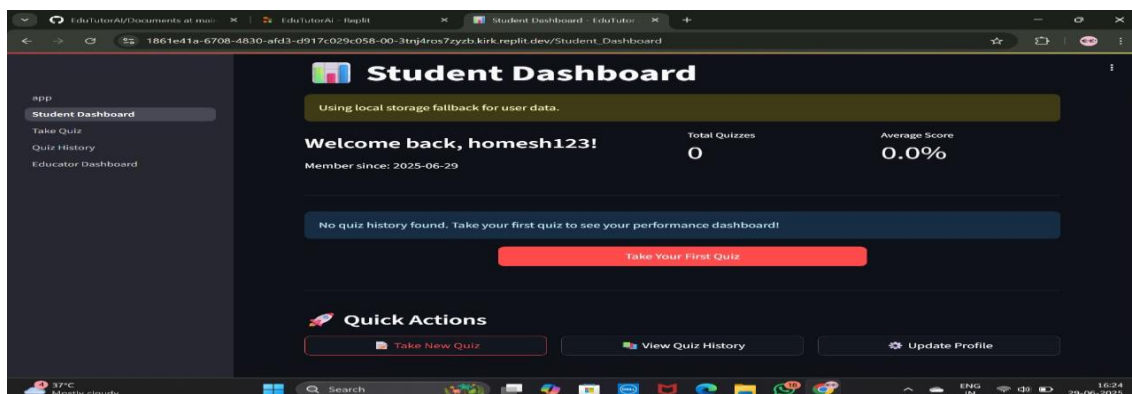 EduTutorAI/Documents at main
EduTutorAi - Replit
Student Dashboard - EduTutor
1861e41a-6708-4830-afd3-d917c029c058-00-3tnj4ros7zyzb.kirk.replit.dev/Student_Dashboard
app
Student Dashboard
Take Quiz
Quiz History
Educator Dashboard
Student Dashboard
Using local storage fallback for user data.
Welcome back, homesh123!
Member since: 2025-06-29
Total Quizzes
0
Average Score
0.0%
No quiz history found. Take your first quiz to see your performance dashboard!
Take Your First Quiz
Quick Actions
Take New Quiz
View Quiz History
Update Profile
37°C
Mostly cloudy
Search
ENG
IN
16:24
29-06-2025